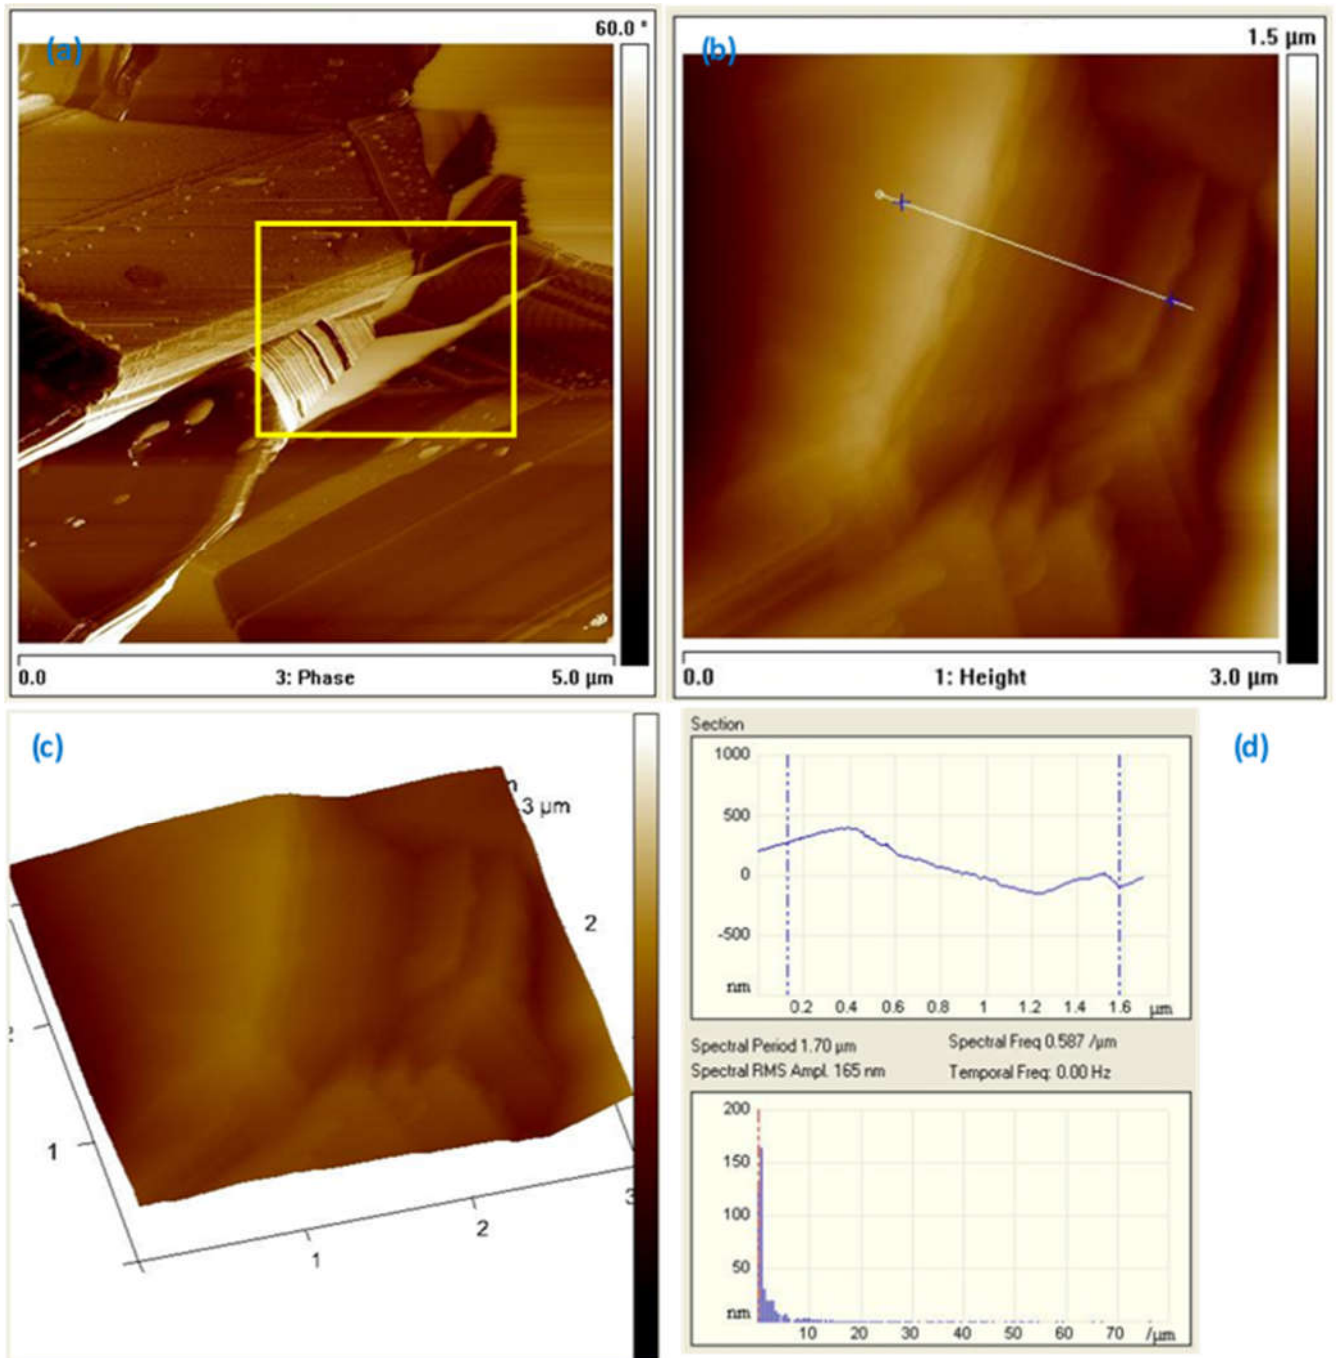 (a)
60.0 °
0.0 3: Phase 5.0 µm
(b)
1.5 µm
0.0 1: Height 3.0 µm
(c)
3 µm
2
1
1
2
3
(d)
Section
1000
500
0
-500
nm
0.2 0.4 0.6 0.8 1 1.2 1.4 1.6 µm
Spectral Period 1.70 µm Spectral Freq 0.587 /µm
Spectral RMS Ampl. 165 nm Temporal Freq: 0.00 Hz
200
150
100
50
nm
10 20 30 40 50 60 70 /µm